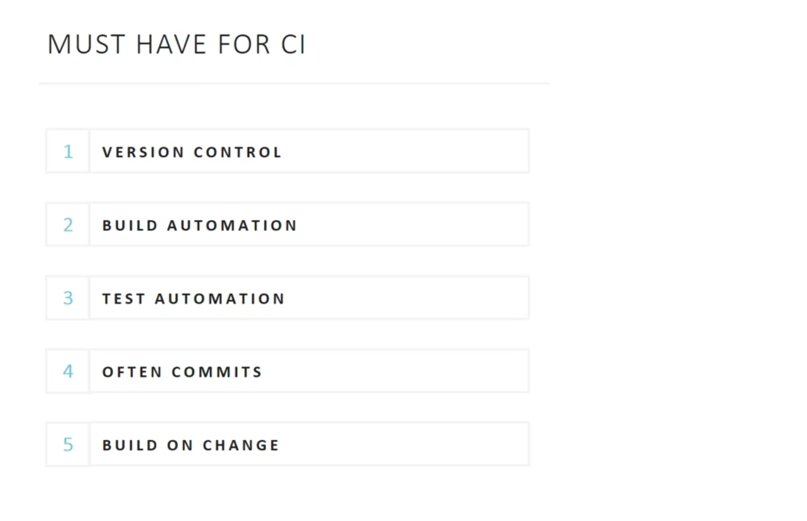 MUST HAVE FOR CI
1 VERSION CONTROL
2 BUILD AUTOMATION
3 TEST AUTOMATION
4 OFTEN COMMITS
5 BUILD ON CHANGE